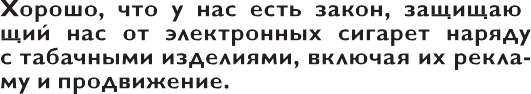 Хорошо, что у нас есть закон, защищаю
щий нас от электронных сигарет наряду
с табачными изделиями, включая их рекла-
му и продвижение.